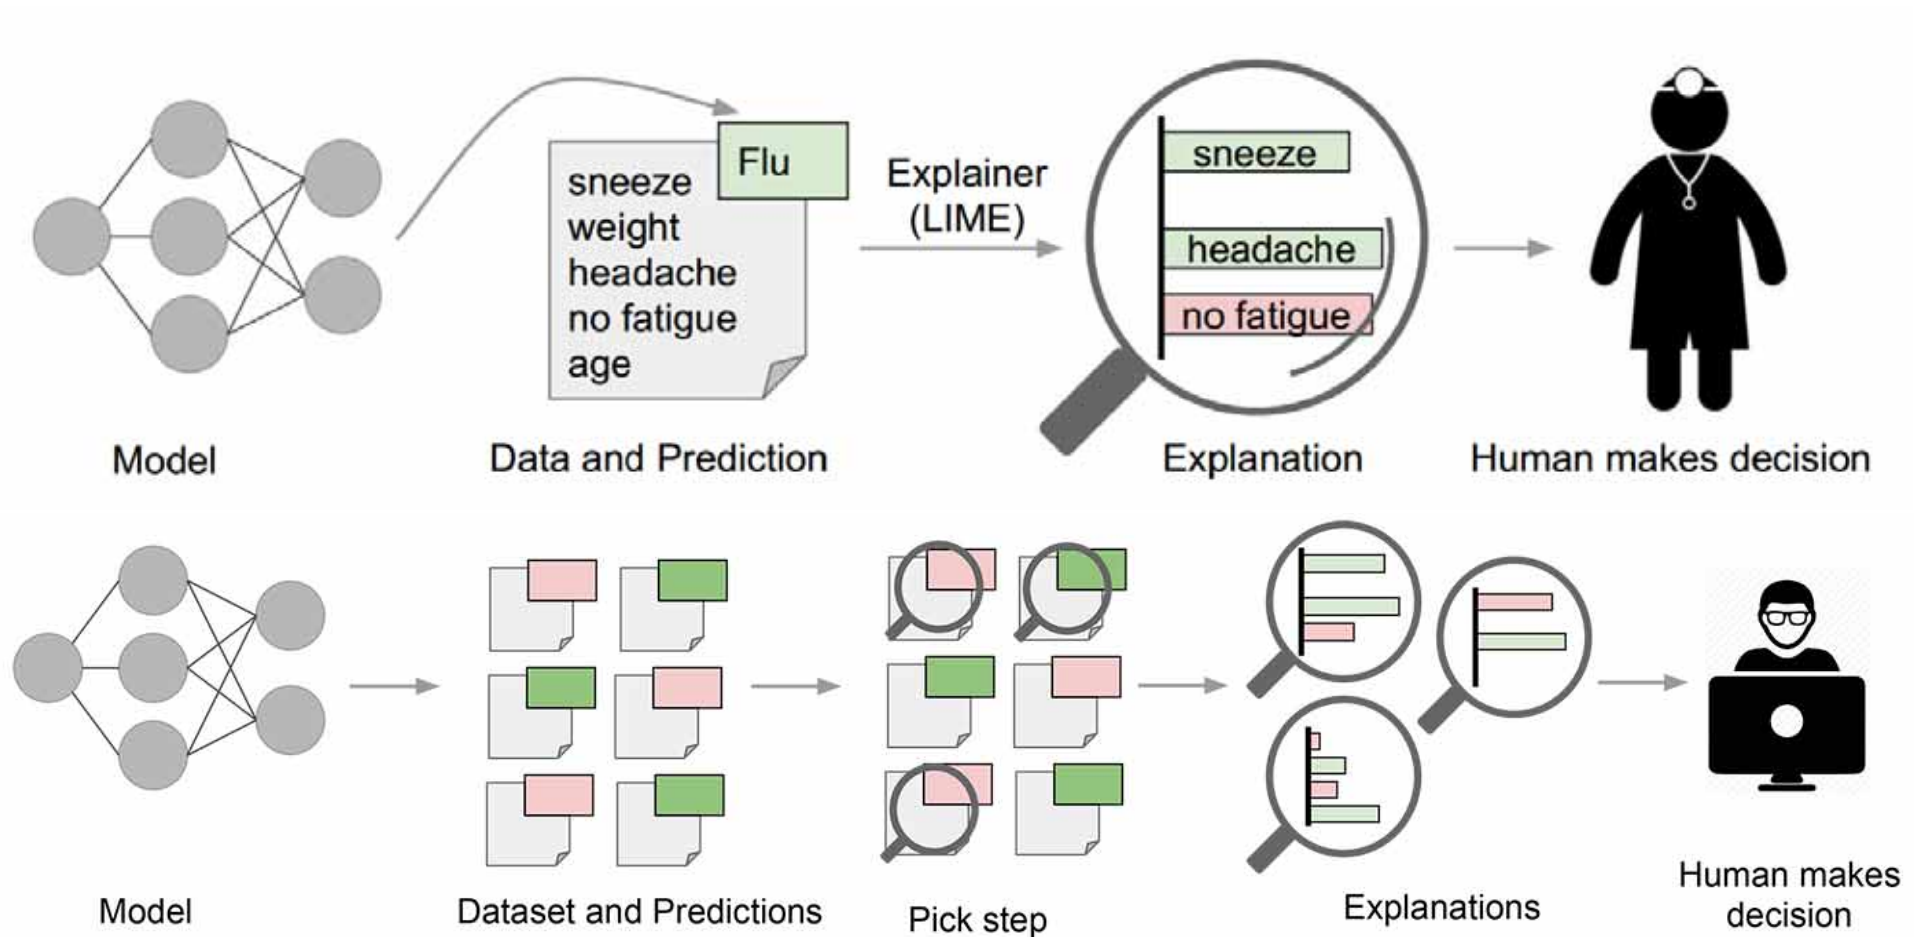 Flu
sneeze
weight
headache
no fatigue
age
Explainer
(LIME)
sneeze
headache
no fatigue
Model
Data and Prediction
Explanation
Human makes decision
Model
Dataset and Predictions
Pick step
Explanations
Human makes
decision